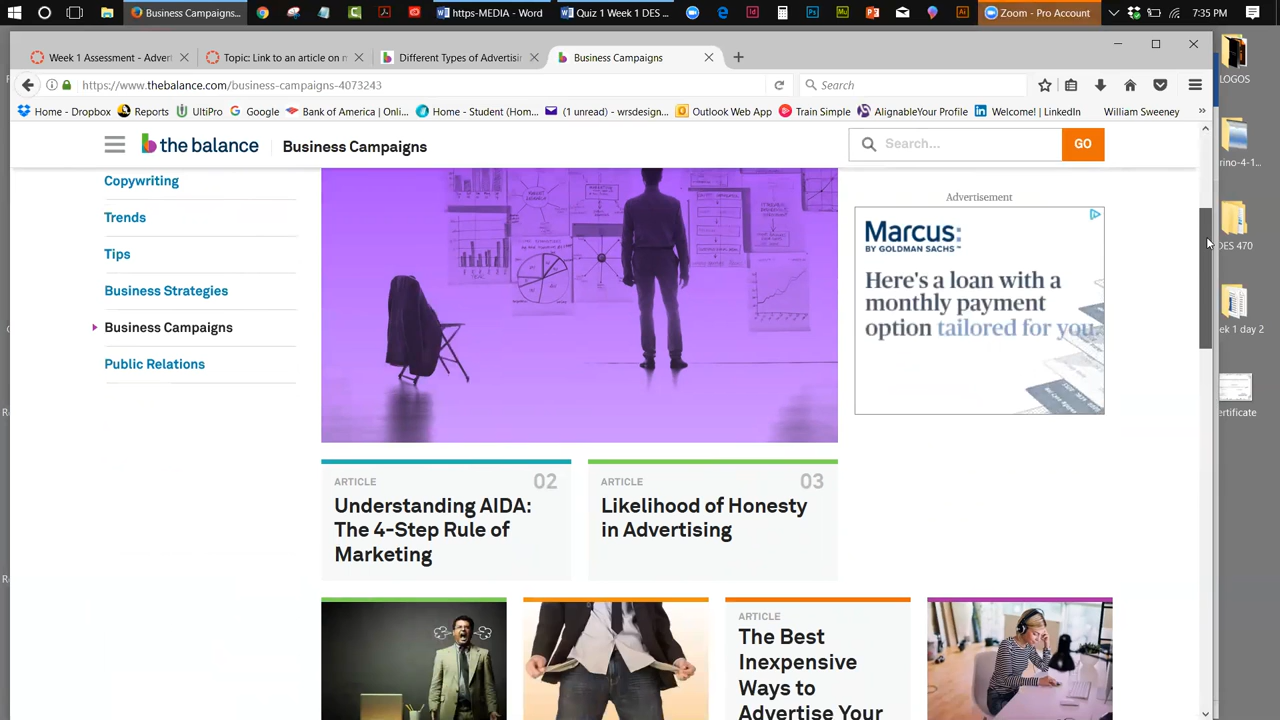 Business Campaigns...
https-MEDIA - Word
Quiz 1 Week 1 DES ...
Zoom - Pro Account
7:35 PM
Week 1 Assessment - Advert
Topic: Link to an article on n
Different Types of Advertisin
Business Campaigns
https://www.thebalance.com/business-campaigns-4073243
Search
Home - Dropbox
Reports
UltiPro
Google
Bank of America | Onli...
Home - Student (Hom...
(1 unread) - wrsdesign...
Outlook Web App
Train Simple
AlignableYour Profile
Welcome! | LinkedIn
William Sweeney
the balance
Business Campaigns
Search...
GO
Copywriting
Trends
Tips
Business Strategies
Business Campaigns
Public Relations
Advertisement
Marcus:
BY GOLDMAN SACHS™
Here's a loan with a
monthly payment
option tailored for you.
ARTICLE 02
Understanding AIDA:
The 4-Step Rule of
Marketing
ARTICLE 03
Likelihood of Honesty
in Advertising
ARTICLE
The Best
Inexpensive
Ways to
Advertise Your
LOGOS
rino-4-1...
DES 470
ek 1 day 2
ertificate